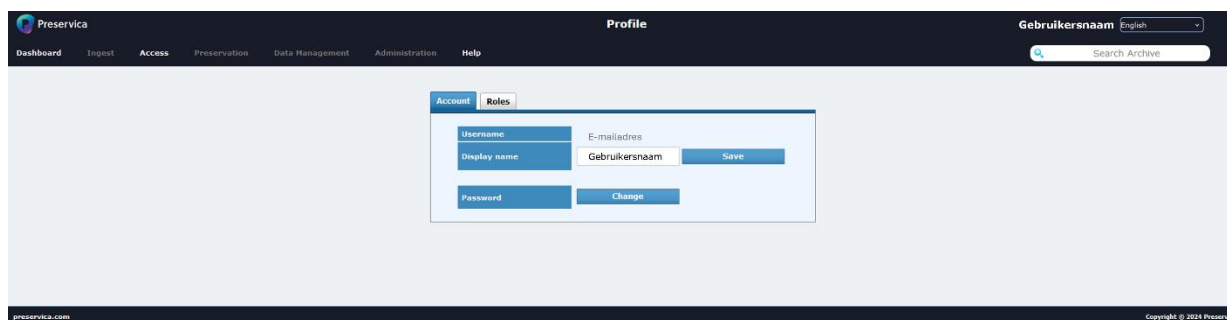 Preservica
Profile
Gebruikersnaam English
Dashboard Ingest Access Preservation Data Management Administration Help
Search Archive
Account Roles
Username E-mailadres
Display name Gebruikersnaam Save
Password Change
preservica.com
Copyright © 2024 Preser